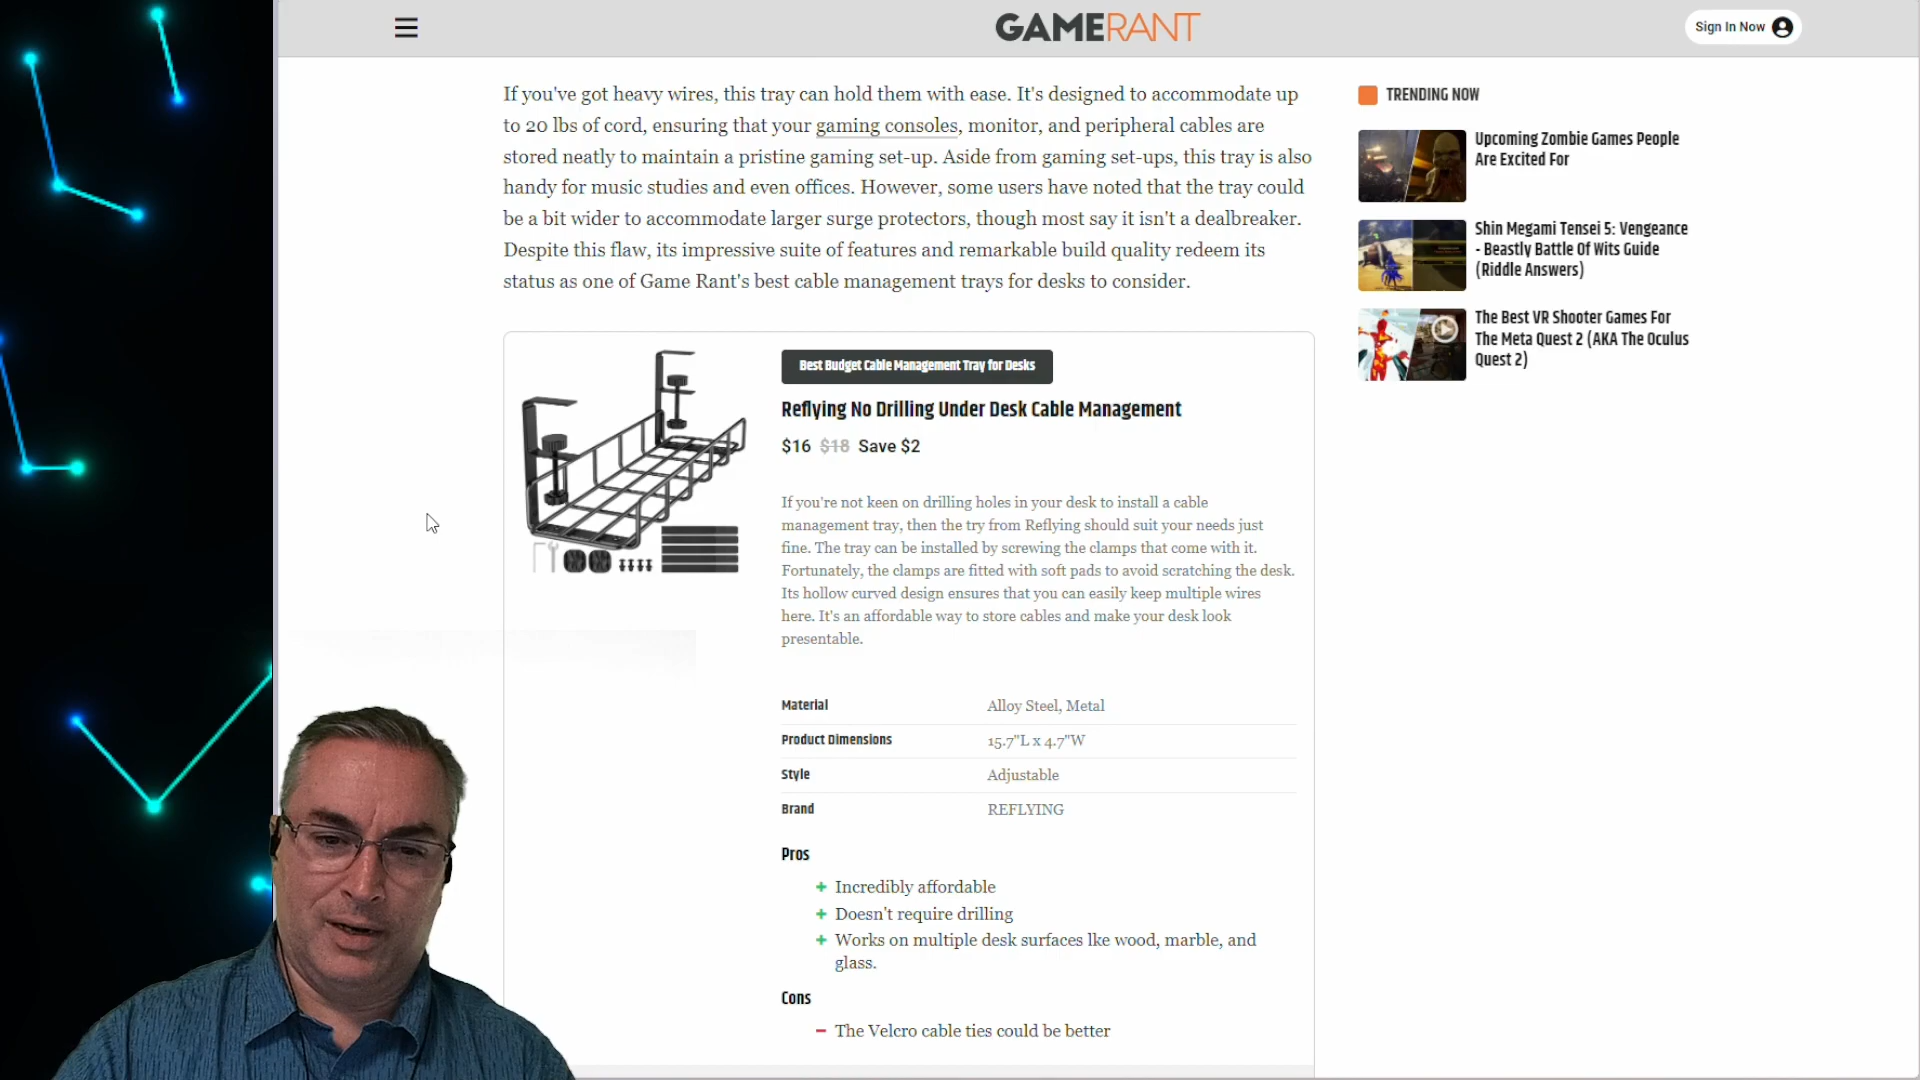 GAMERANT
Sign In Now
If you've got heavy wires, this tray can hold them with ease. It's designed to accommodate up
to 20 lbs of cord, ensuring that your gaming consoles, monitor, and peripheral cables are
stored neatly to maintain a pristine gaming set-up. Aside from gaming set-ups, this tray is also
handy for music studies and even offices. However, some users have noted that the tray could
be a bit wider to accommodate larger surge protectors, though most say it isn't a dealbreaker.
Despite this flaw, its impressive suite of features and remarkable build quality redeem its
status as one of Game Rant's best cable management trays for desks to consider.
Best Budget Cable Management Tray for Desks
Reflying No Drilling Under Desk Cable Management
$16 $18 Save $2
If you're not keen on drilling holes in your desk to install a cable
management tray, then the try from Reflying should suit your needs just
fine. The tray can be installed by screwing the clamps that come with it.
Fortunately, the clamps are fitted with soft pads to avoid scratching the desk.
Its hollow curved design ensures that you can easily keep multiple wires
here. It's an affordable way to store cables and make your desk look
presentable.
Material Alloy Steel, Metal
Product Dimensions 15.7"L x 4.7"W
Style Adjustable
Brand REFLYING
Pros
+ Incredibly affordable
+ Doesn't require drilling
+ Works on multiple desk surfaces lke wood, marble, and
glass.
Cons
– The Velcro cable ties could be better
TRENDING NOW
Upcoming Zombie Games People
Are Excited For
Shin Megami Tensei 5: Vengeance
- Beastly Battle Of Wits Guide
(Riddle Answers)
The Best VR Shooter Games For
The Meta Quest 2 (AKA The Oculus
Quest 2)